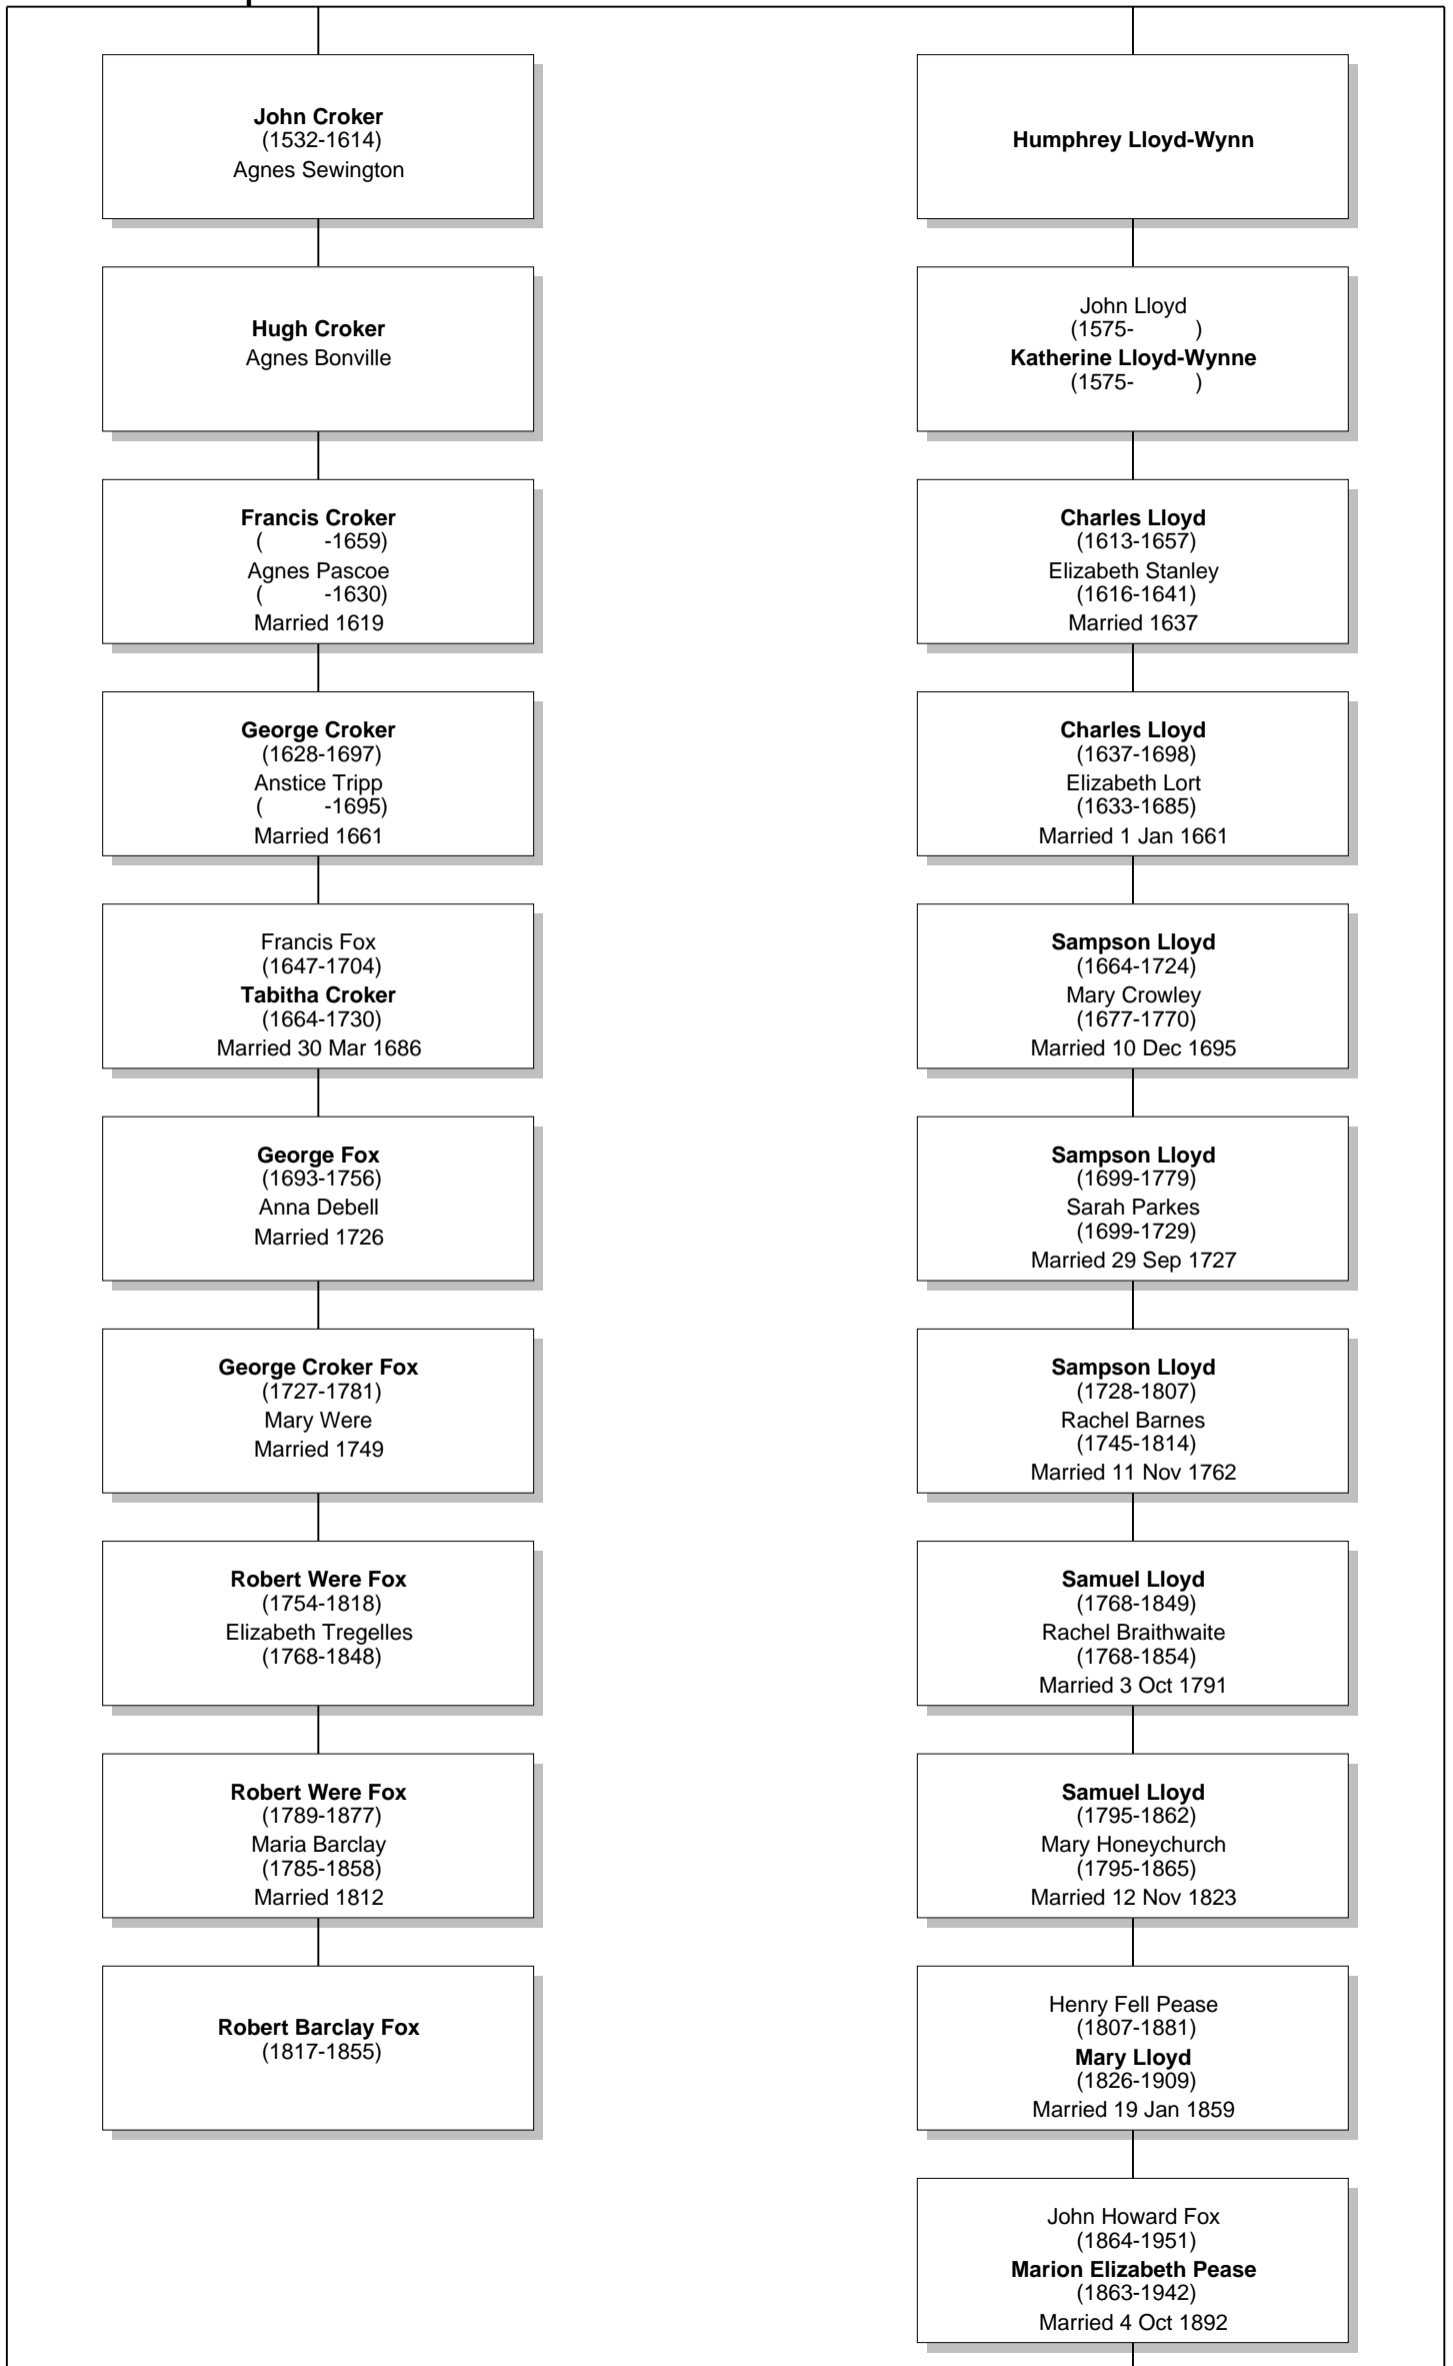 John Croker
(1532-1614)
Agnes Sewington
Hugh Croker
Agnes Bonville
Francis Croker
(          -1659)
Agnes Pascoe
(          -1630)
Married 1619
George Croker
(1628-1697)
Anstice Tripp
(          -1695)
Married 1661
Francis Fox
(1647-1704)
Tabitha Croker
(1664-1730)
Married 30 Mar 1686
George Fox
(1693-1756)
Anna Debell
Married 1726
George Croker Fox
(1727-1781)
Mary Were
Married 1749
Robert Were Fox
(1754-1818)
Elizabeth Tregelles
(1768-1848)
Robert Were Fox
(1789-1877)
Maria Barclay
(1785-1858)
Married 1812
Robert Barclay Fox
(1817-1855)
Humphrey Lloyd-Wynn
John Lloyd
(1575-          )
Katherine Lloyd-Wynne
(1575-          )
Charles Lloyd
(1613-1657)
Elizabeth Stanley
(1616-1641)
Married 1637
Charles Lloyd
(1637-1698)
Elizabeth Lort
(1633-1685)
Married 1 Jan 1661
Sampson Lloyd
(1664-1724)
Mary Crowley
(1677-1770)
Married 10 Dec 1695
Sampson Lloyd
(1699-1779)
Sarah Parkes
(1699-1729)
Married 29 Sep 1727
Sampson Lloyd
(1728-1807)
Rachel Barnes
(1745-1814)
Married 11 Nov 1762
Samuel Lloyd
(1768-1849)
Rachel Braithwaite
(1768-1854)
Married 3 Oct 1791
Samuel Lloyd
(1795-1862)
Mary Honeychurch
(1795-1865)
Married 12 Nov 1823
Henry Fell Pease
(1807-1881)
Mary Lloyd
(1826-1909)
Married 19 Jan 1859
John Howard Fox
(1864-1951)
Marion Elizabeth Pease
(1863-1942)
Married 4 Oct 1892